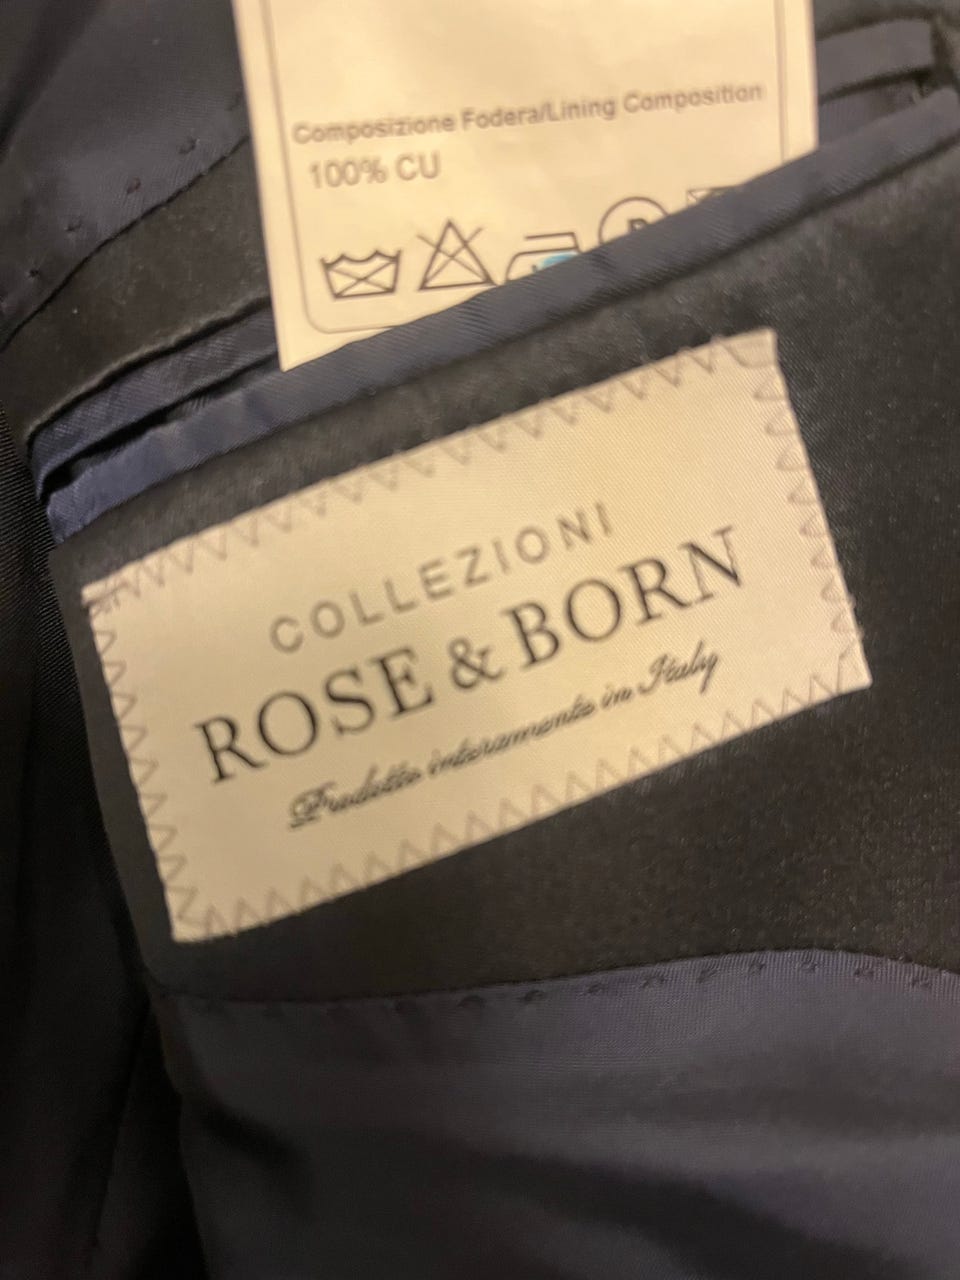 Composizione Fodera/Lining Composition
100% CU
P
COLLEZIONI
ROSE & BORN
Prodotto interamente in Italy